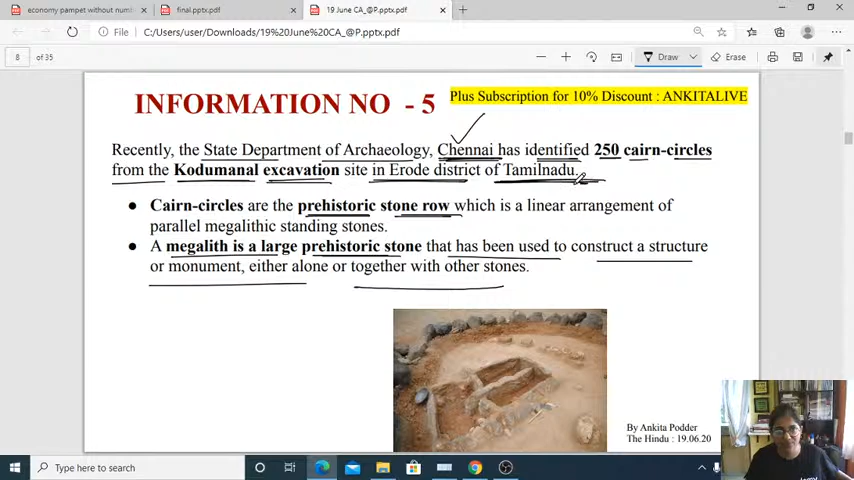 economy pampet without numl
final.pptx.pdf
19 June CA_@P.pptx.pdf
File
C:/Users/user/Downloads/19%20June%20CA_@P.pptx.pdf
8
of 35
Draw
Erase
INFORMATION NO - 5
Plus Subscription for 10% Discount : ANKITALIVE
Recently, the State Department of Archaeology, Chennai has identified 250 cairn-circles
from the Kodumanal excavation site in Erode district of Tamilnadu.
● Cairn-circles are the prehistoric stone row which is a linear arrangement of
parallel megalithic standing stones.
● A megalith is a large prehistoric stone that has been used to construct a structure
or monument, either alone or together with other stones.
By Ankita Podder
The Hindu : 19.06.20
Type here to search